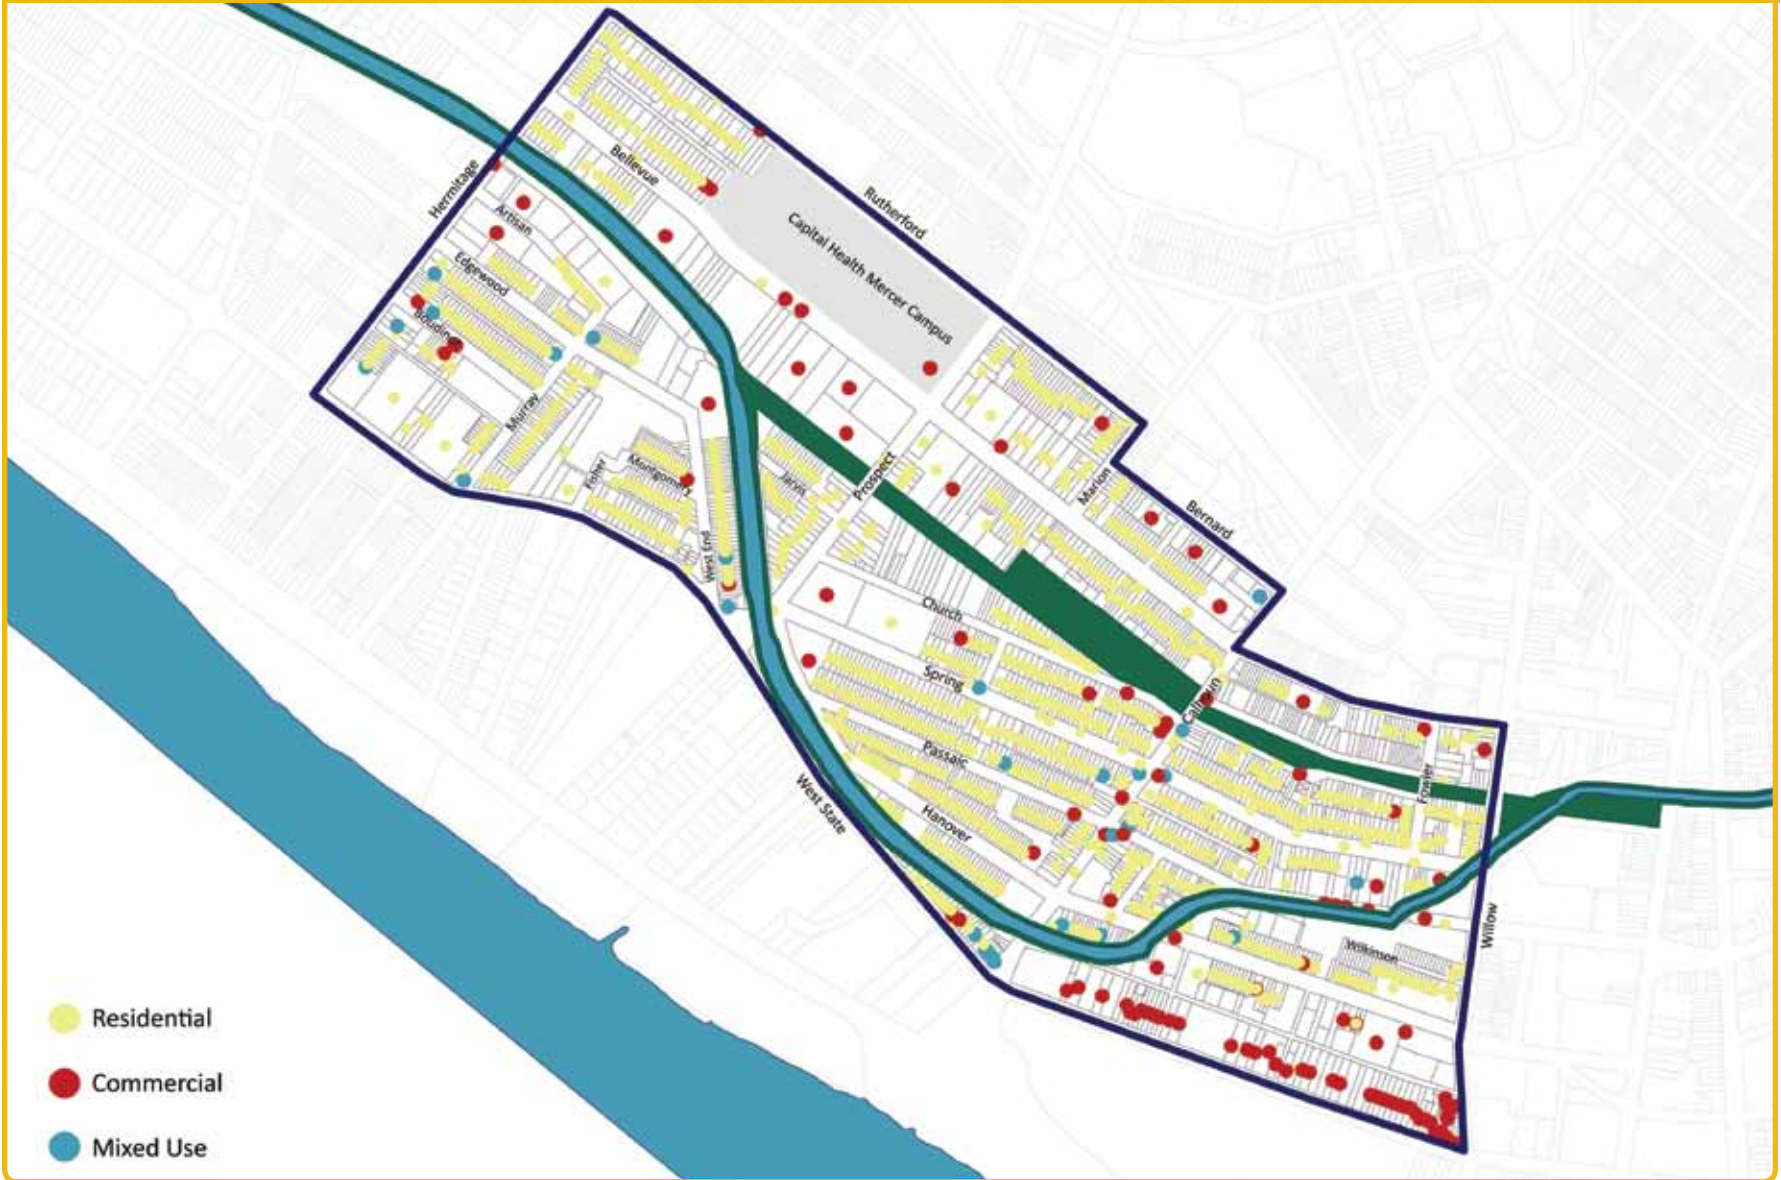 Hermitage
Bellevue
Rutherford
Artisan
Capital Health Mercer Campus
Edgewood
Boudinot
Murray
Fisher
Montgomery
Jarvis
Prospect
Marion
Bernard
West End
Church
Spring
Calhoun
Passaic
Fowler
West State
Hanover
Wilkinson
Willow
Residential
Commercial
Mixed Use